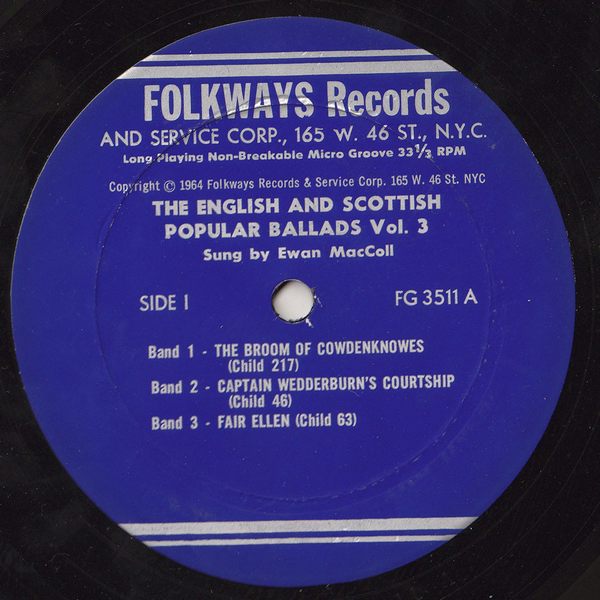 FOLKWAYS Records
AND SERVICE CORP., 165 W. 46 ST., N.Y.C.
Long Playing Non-Breakable Micro Groove 33 1/3 RPM
Copyright © 1964 Folkways Records & Service Corp. 165 W. 46 St. NYC
THE ENGLISH AND SCOTTISH
POPULAR BALLADS Vol. 3
Sung by Ewan MacColl
SIDE I
FG 3511 A
Band 1 - THE BROOM OF COWDENKNOWES
(Child 217)
Band 2 - CAPTAIN WEDDERBURN'S COURTSHIP
(Child 46)
Band 3 - FAIR ELLEN (Child 63)